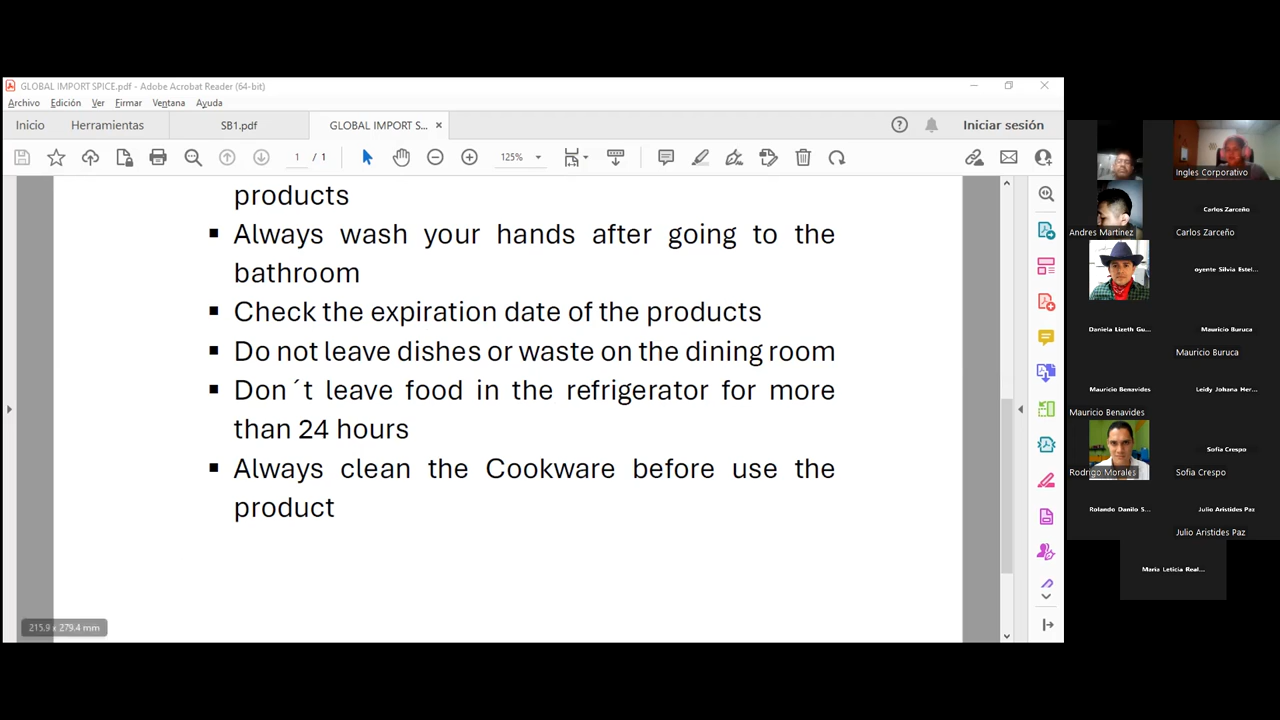 GLOBAL IMPORT SPICE.pdf - Adobe Acrobat Reader (64-bit)
Archivo Edición Ver Firmar Ventana Ayuda
Inicio Herramientas SB1.pdf GLOBAL IMPORT S... × Iniciar sesión
1 / 1 125%
products
▪ Always wash your hands after going to the
bathroom
▪ Check the expiration date of the products
▪ Do not leave dishes or waste on the dining room
▪ Don´t leave food in the refrigerator for more
than 24 hours
▪ Always clean the Cookware before use the
product
215.9 x 279.4 mm
Ingles Corporativo
Carlos Zarceño
Andres Martinez
Carlos Zarceño
oyente Silvia Estel...
Daniela Lizeth Gu...
Mauricio Buruca
Mauricio Buruca
Mauricio Benavides
Leidy Johana Her...
Mauricio Benavides
Sofia Crespo
Rodrigo Morales
Sofia Crespo
Rolando Danilo S...
Julio Aristides Paz
Julio Aristides Paz
Maria Leticia Real...